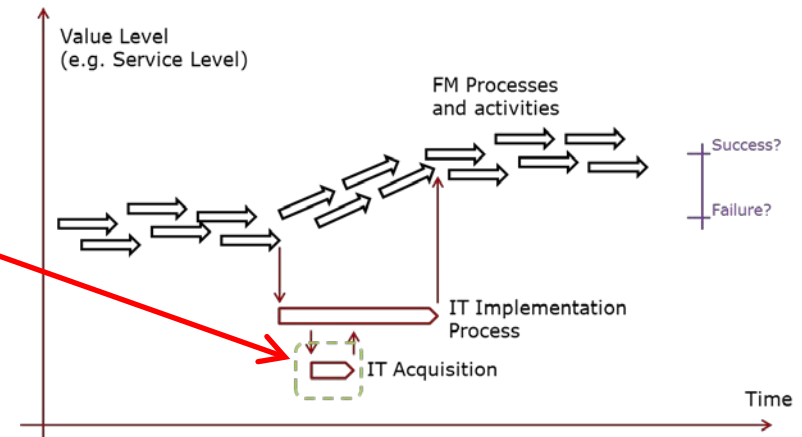 Value Level
(e.g. Service Level)
FM Processes
and activities
Success?
Failure?
IT Implementation
Process
IT Acquisition
Time